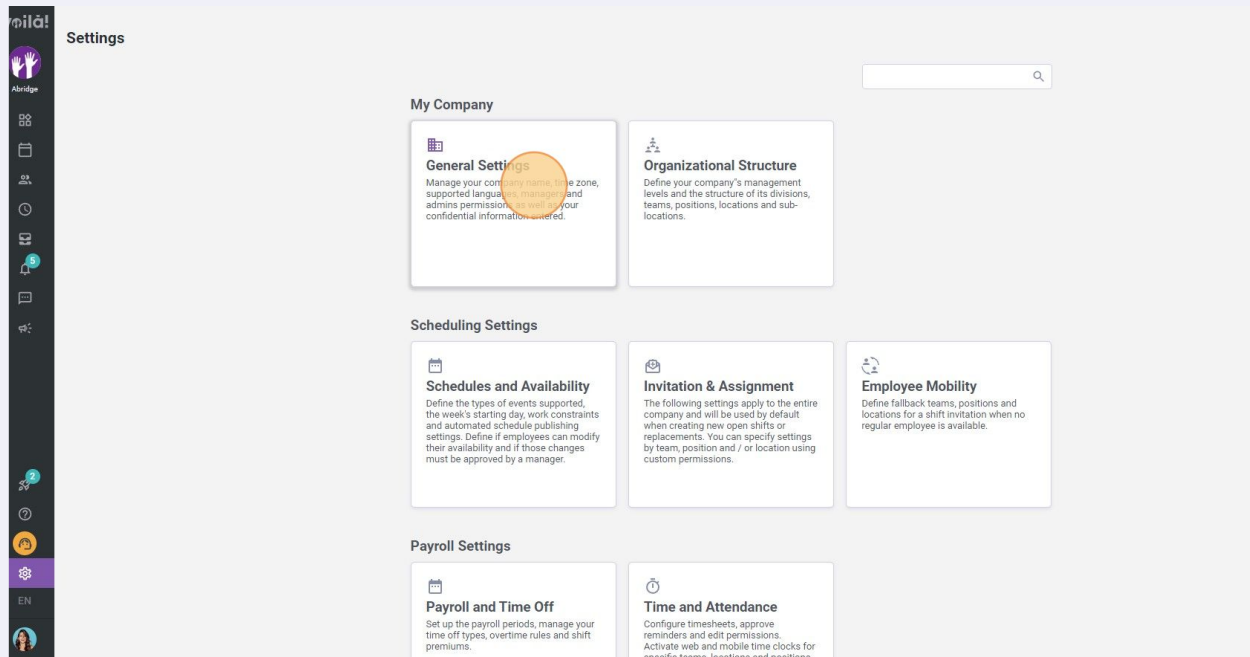 voilà!
Settings
Abridge
My Company
General Settings
Manage your company name, time zone,
supported languages, managers and
admins permissions as well as your
confidential information entered.
Organizational Structure
Define your company"s management
levels and the structure of its divisions,
teams, positions, locations and sub-
locations.
5
Scheduling Settings
Schedules and Availability
Define the types of events supported,
the week's starting day, work constraints
and automated schedule publishing
settings. Define if employees can modify
their availability and if those changes
must be approved by a manager.
Invitation & Assignment
The following settings apply to the entire
company and will be used by default
when creating new open shifts or
replacements. You can specify settings
by team, position and / or location using
custom permissions.
Employee Mobility
Define fallback teams, positions and
locations for a shift invitation when no
regular employee is available.
2
Payroll Settings
Payroll and Time Off
Set up the payroll periods, manage your
time off types, overtime rules and shift
premiums.
Time and Attendance
Configure timesheets, approve
reminders and edit permissions.
Activate web and mobile time clocks for
specific teams, locations and positions
EN